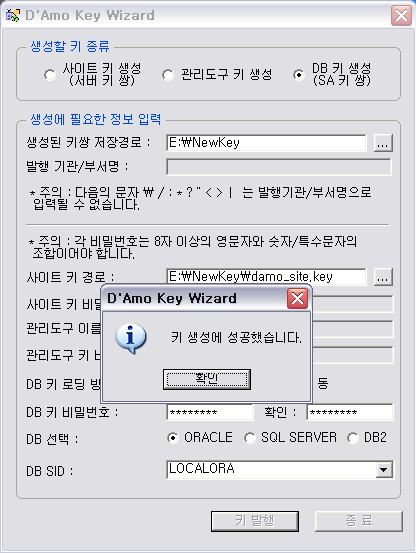 D'Amo Key Wizard
생성할 키 종류
사이트 키 생성
(서버 키 쌍)
관리도구 키 생성
DB 키 생성
(SA 키 쌍)
생성에 필요한 정보 입력
생성된 키쌍 저장경로 :
E:\NewKey
...
발행 기관/부서명 :
* 주의 : 다음의 문자 \ / : * ? " < > | 는 발행기관/부서명으로
입력될 수 없습니다.
* 주의 : 각 비밀번호는 8자 이상의 영문자와 숫자/특수문자의
조합이어야 합니다.
사이트 키 경로 :
E:\NewKey\damo_site.key
...
사이트 키 비밀
D'Amo Key Wizard
관리도구 이름
키 생성에 성공했습니다.
관리도구 키 비
확인
DB 키 로딩 방
동
DB 키 비밀번호 :
********
확인 :
********
DB 선택 :
ORACLE
SQL SERVER
DB2
DB SID :
LOCALORA
키 발행
종 료